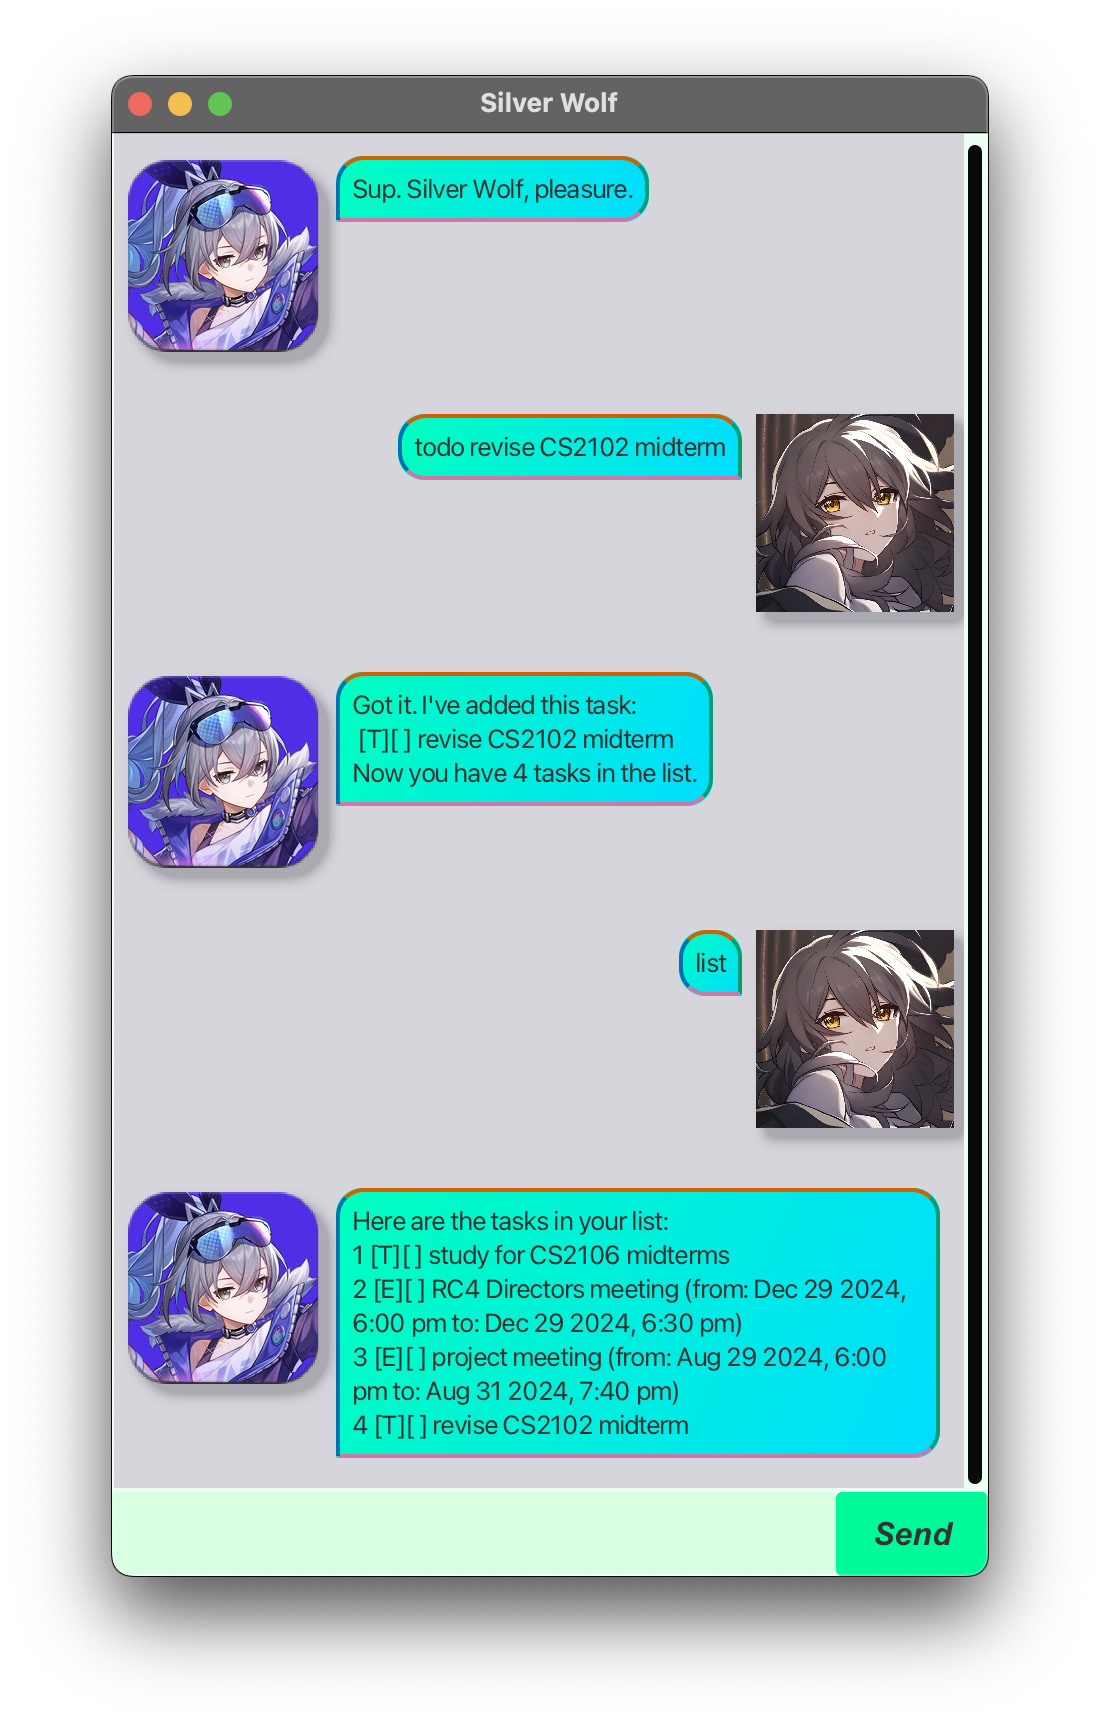 Silver Wolf
Sup. Silver Wolf, pleasure.
todo revise CS2102 midterm
Got it. I've added this task:
[T][ ] revise CS2102 midterm
Now you have 4 tasks in the list.
list
Here are the tasks in your list:
1 [T][ ] study for CS2106 midterms
2 [E][ ] RC4 Directors meeting (from: Dec 29 2024,
6:00 pm to: Dec 29 2024, 6:30 pm)
3 [E][ ] project meeting (from: Aug 29 2024, 6:00
pm to: Aug 31 2024, 7:40 pm)
4 [T][ ] revise CS2102 midterm
Send